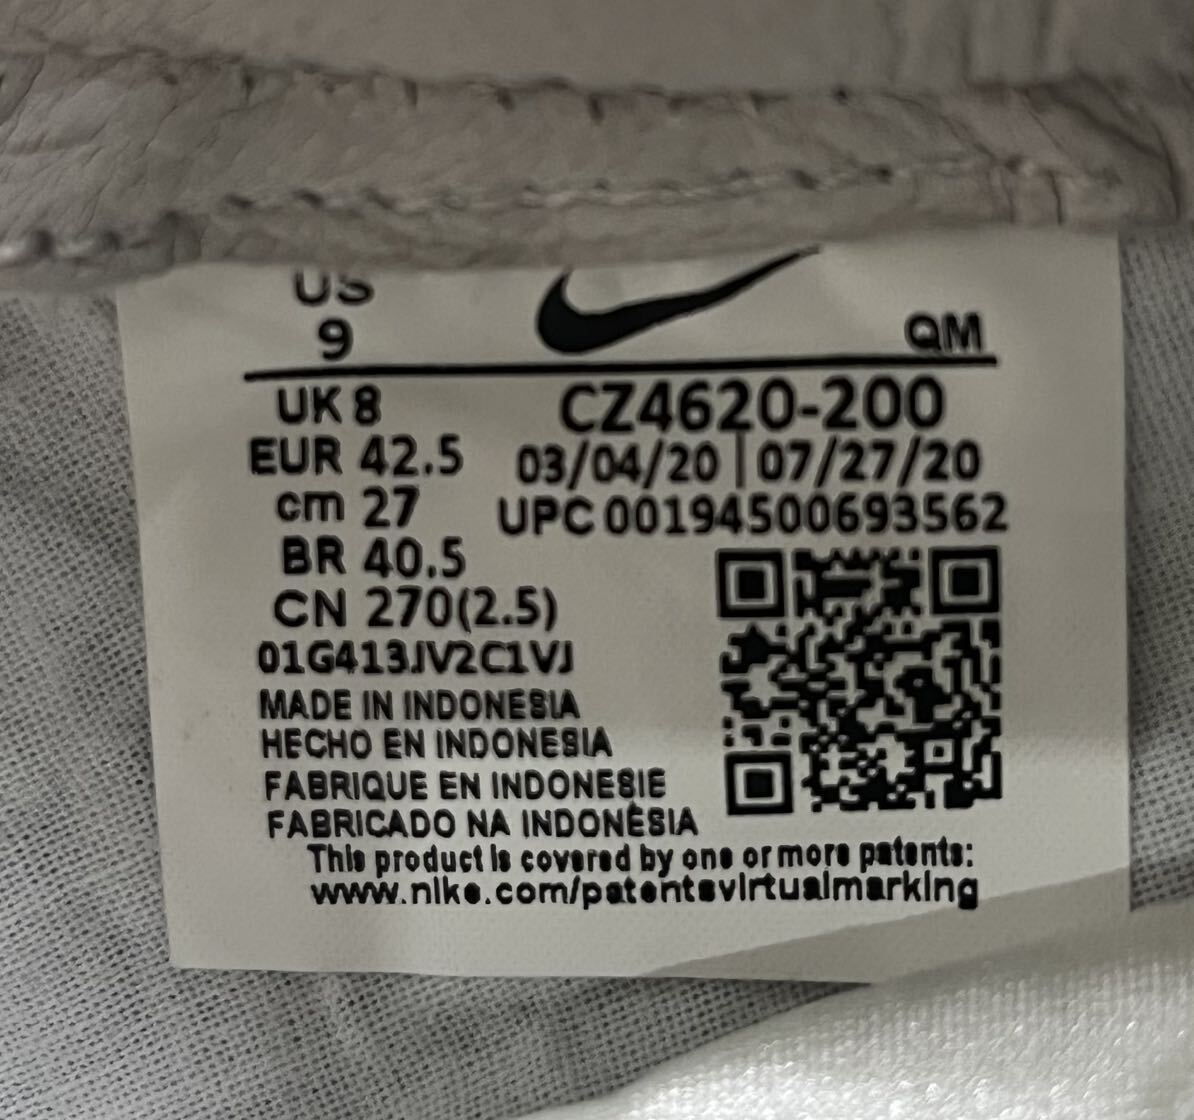 US
9
QM
UK 8
CZ4620-200
EUR 42.5
03/04/20 | 07/27/20
cm 27
UPC 00194500693562
BR 40.5
CN 270(2.5)
01G413JV2C1VJ
MADE IN INDONESIA
HECHO EN INDONESIA
FABRIQUE EN INDONESIE
FABRICADO NA INDONÉSIA
This product is covered by one or more patents:
www.nike.com/patentsvirtualmarking